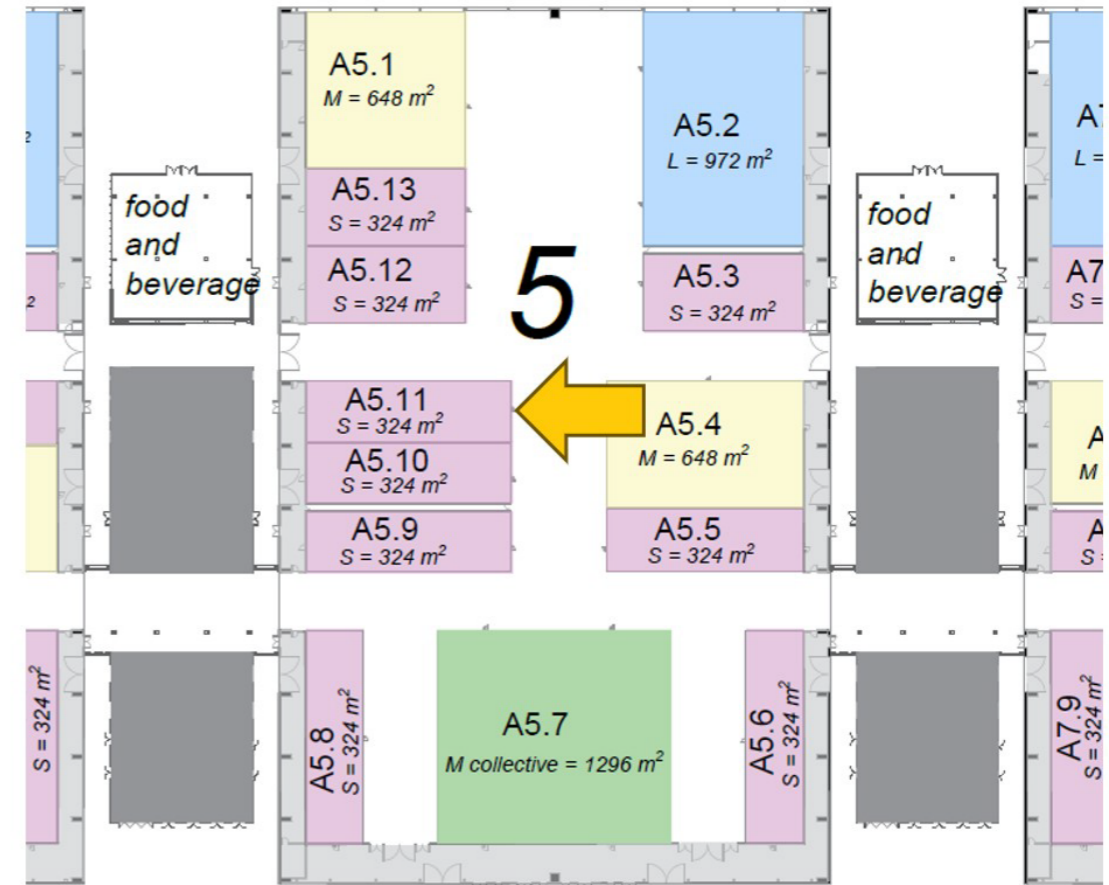 A5.1
M = 648 m²
A5.2
L = 972 m²
L =
A5.13
S = 324 m²
food
and
beverage
food
and
beverage
A5.12
S = 324 m²
5
A5.3
S = 324 m²
A7
S =
A5.11
S = 324 m²
A5.4
M = 648 m²
A
M
A5.10
S = 324 m²
A5.9
S = 324 m²
A5.5
S = 324 m²
A
S
S = 324 m²
A5.8
S = 324 m²
A5.7
M collective = 1296 m²
A5.6
S = 324 m²
A7.9
S = 324 m²